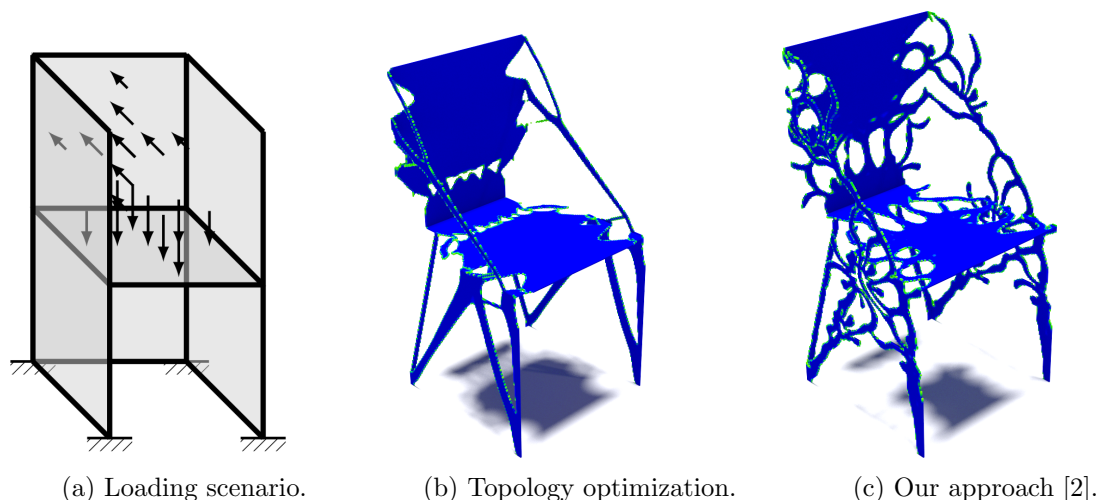 (a) Loading scenario.
(b) Topology optimization.
(c) Our approach [2].